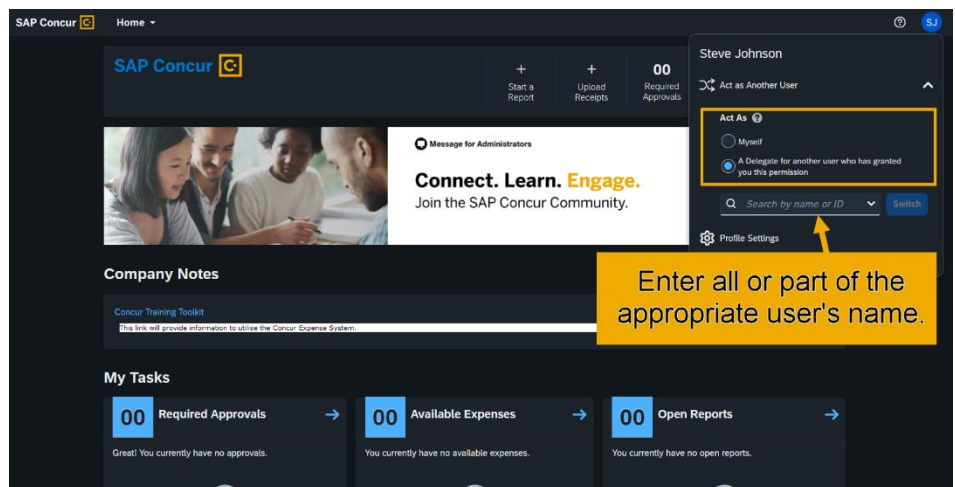 SAP Concur C Home
SJ
SAP Concur C
+
Start a
Report
+
Upload
Receipts
00
Required
Approvals
Steve Johnson
Act as Another User
Act As
Myself
A Delegate for another user who has granted
you this permission
Search by name or ID
Switch
Profile Settings
Message for Administrators
Connect. Learn. Engage.
Join the SAP Concur Community.
Enter all or part of the
appropriate user's name.
Company Notes
Concur Training Toolkit
This link will provide information to utilise the Concur Expense System.
My Tasks
00 Required Approvals
Great! You currently have no approvals.
00 Available Expenses
You currently have no available expenses.
00 Open Reports
You currently have no open reports.